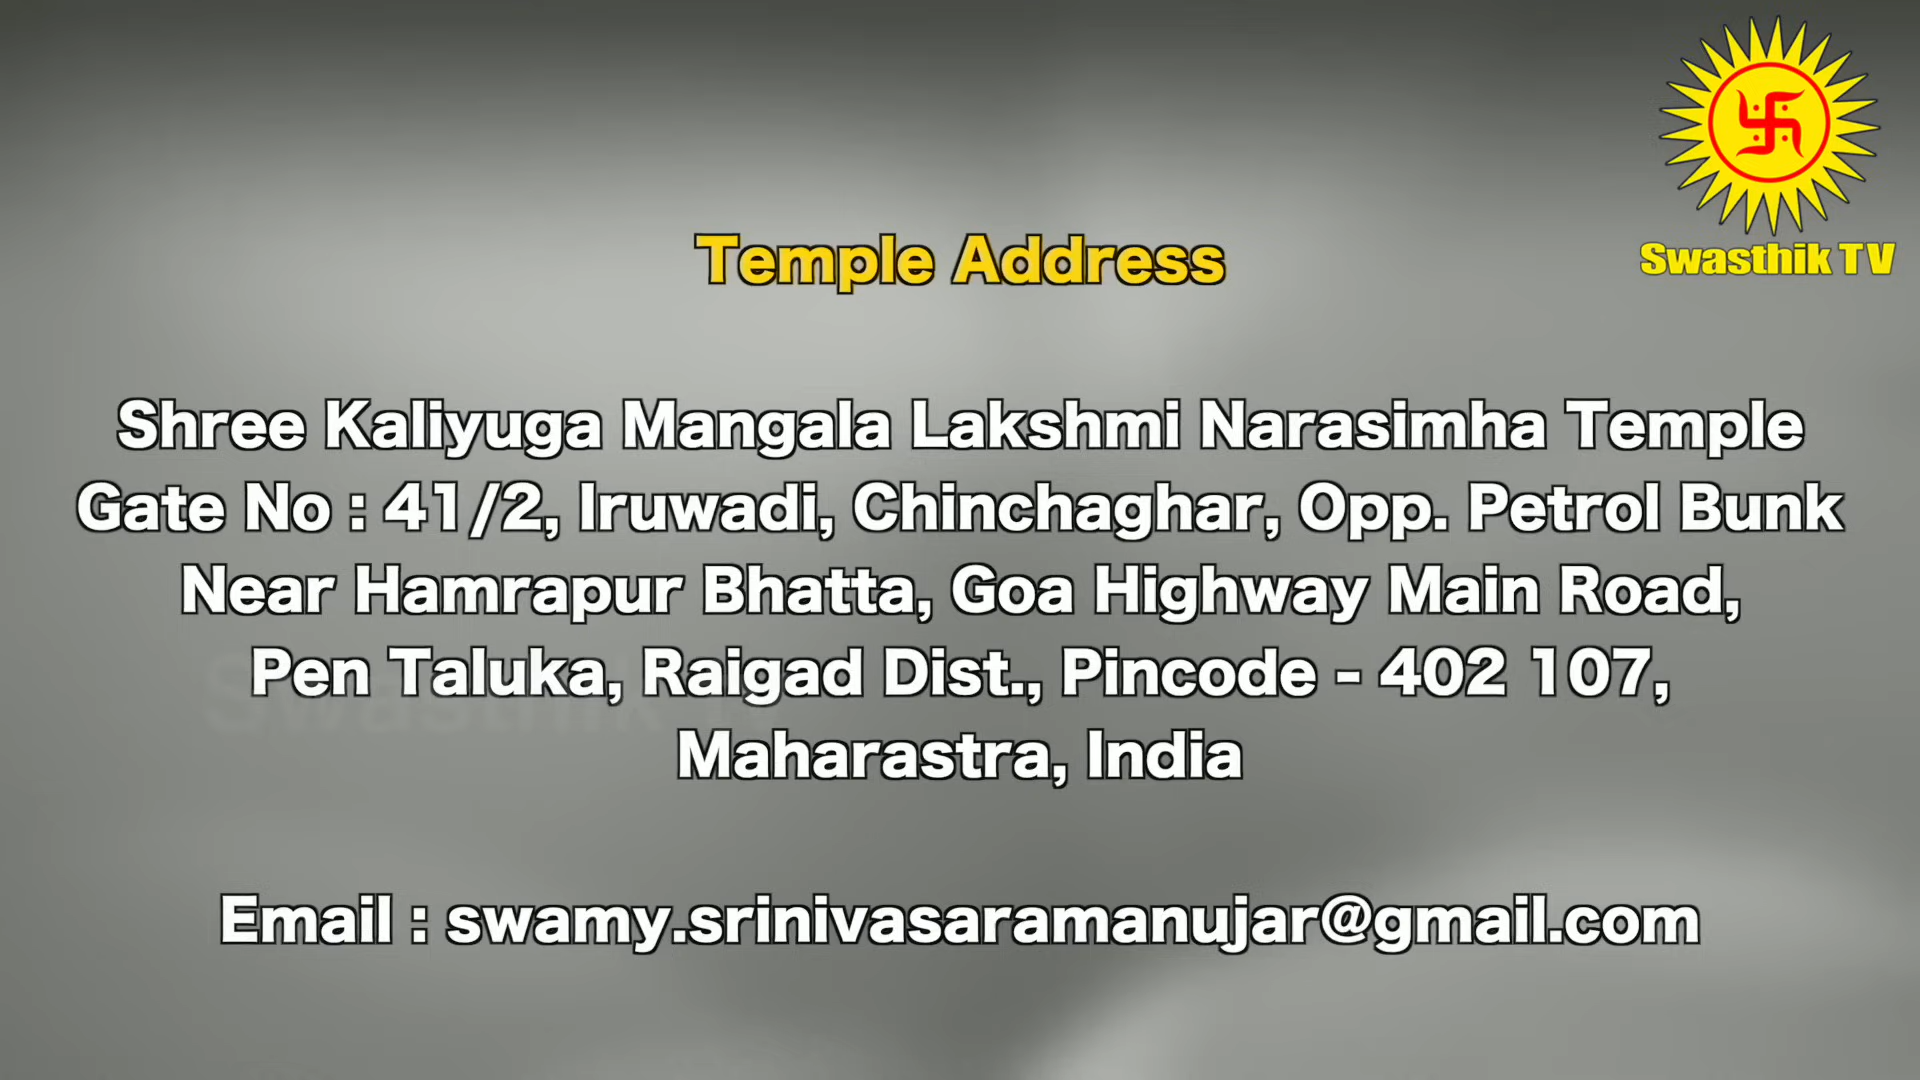 Swasthik TV
Temple Address
Shree Kaliyuga Mangala Lakshmi Narasimha Temple
Gate No : 41/2, Iruwadi, Chinchaghar, Opp. Petrol Bunk
Near Hamrapur Bhatta, Goa Highway Main Road,
Pen Taluka, Raigad Dist., Pincode - 402 107,
Maharastra, India
Swasthik TV
Email : swamy.srinivasaramanujar@gmail.com